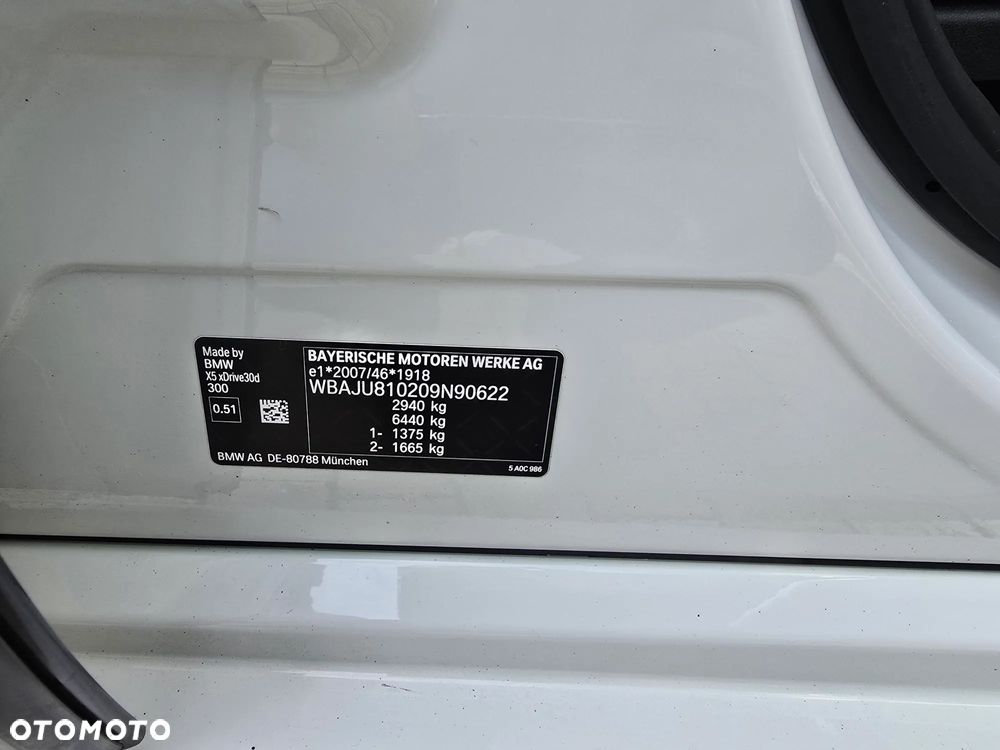 Made by
BMW
X5 xDrive30d
300
0.51
BAYERISCHE MOTOREN WERKE AG
e1*2007/46*1918
WBAJU810209N90622
2940 kg
6440 kg
1- 1375 kg
2- 1665 kg
BMW AG DE-80788 München
5 A0C 986
OTOMOTO